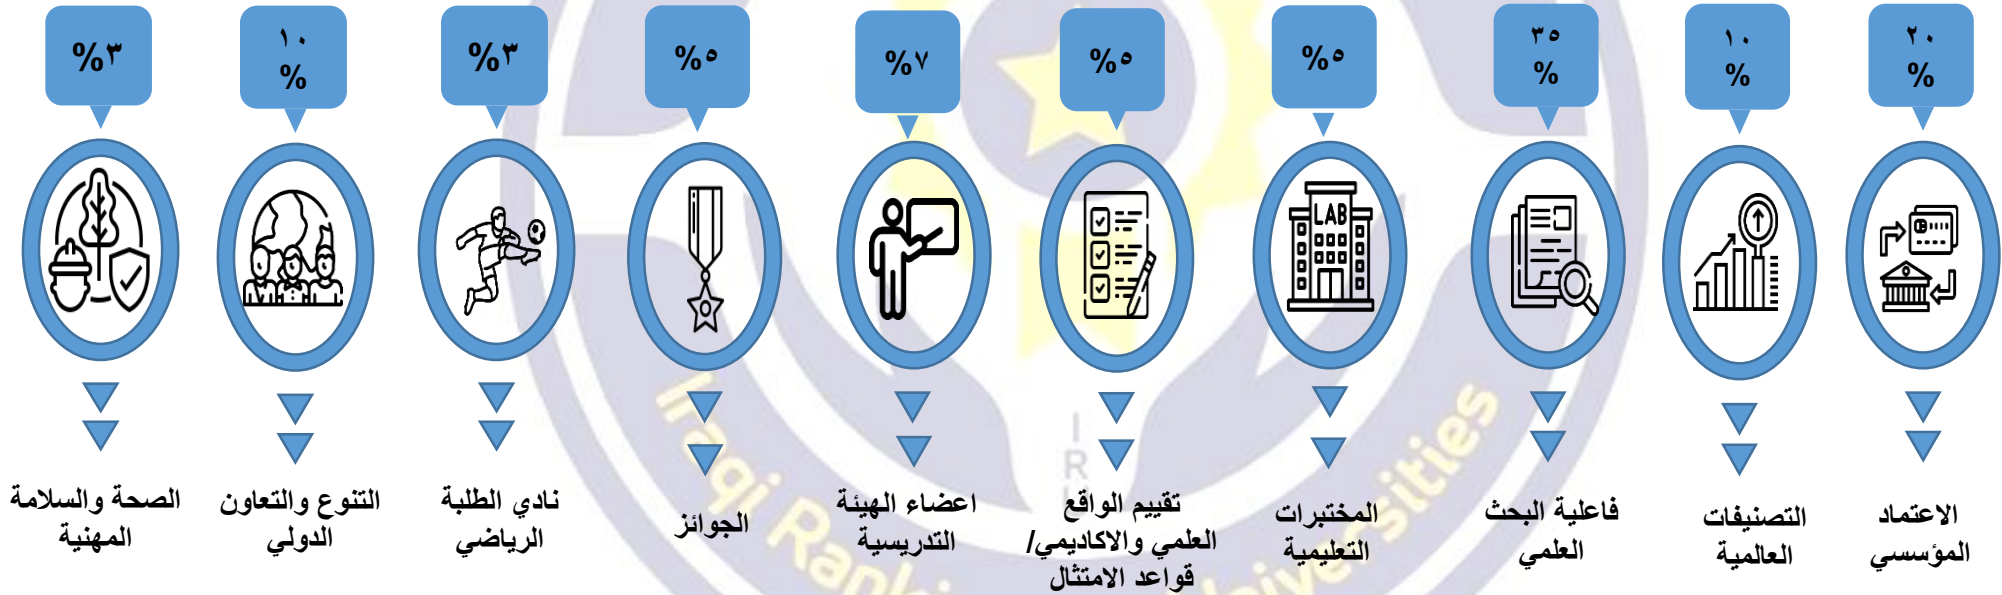 ٢٠
%
١٠
%
٣٥
%
%٥
%٥
%٧
%٥
%٣
١٠
%
%٣
LAB
الاعتماد
المؤسسي
التصنيفات
العالمية
فاعلية البحث
العلمي
المختبرات
التعليمية
تقييم الواقع
العلمي والاكاديمي/
قواعد الامتثال
اعضاء الهيئة
التدريسية
الجوائز
نادي الطلبة
الرياضي
التنوع والتعاون
الدولي
الصحة والسلامة
المهنية
Iraqi